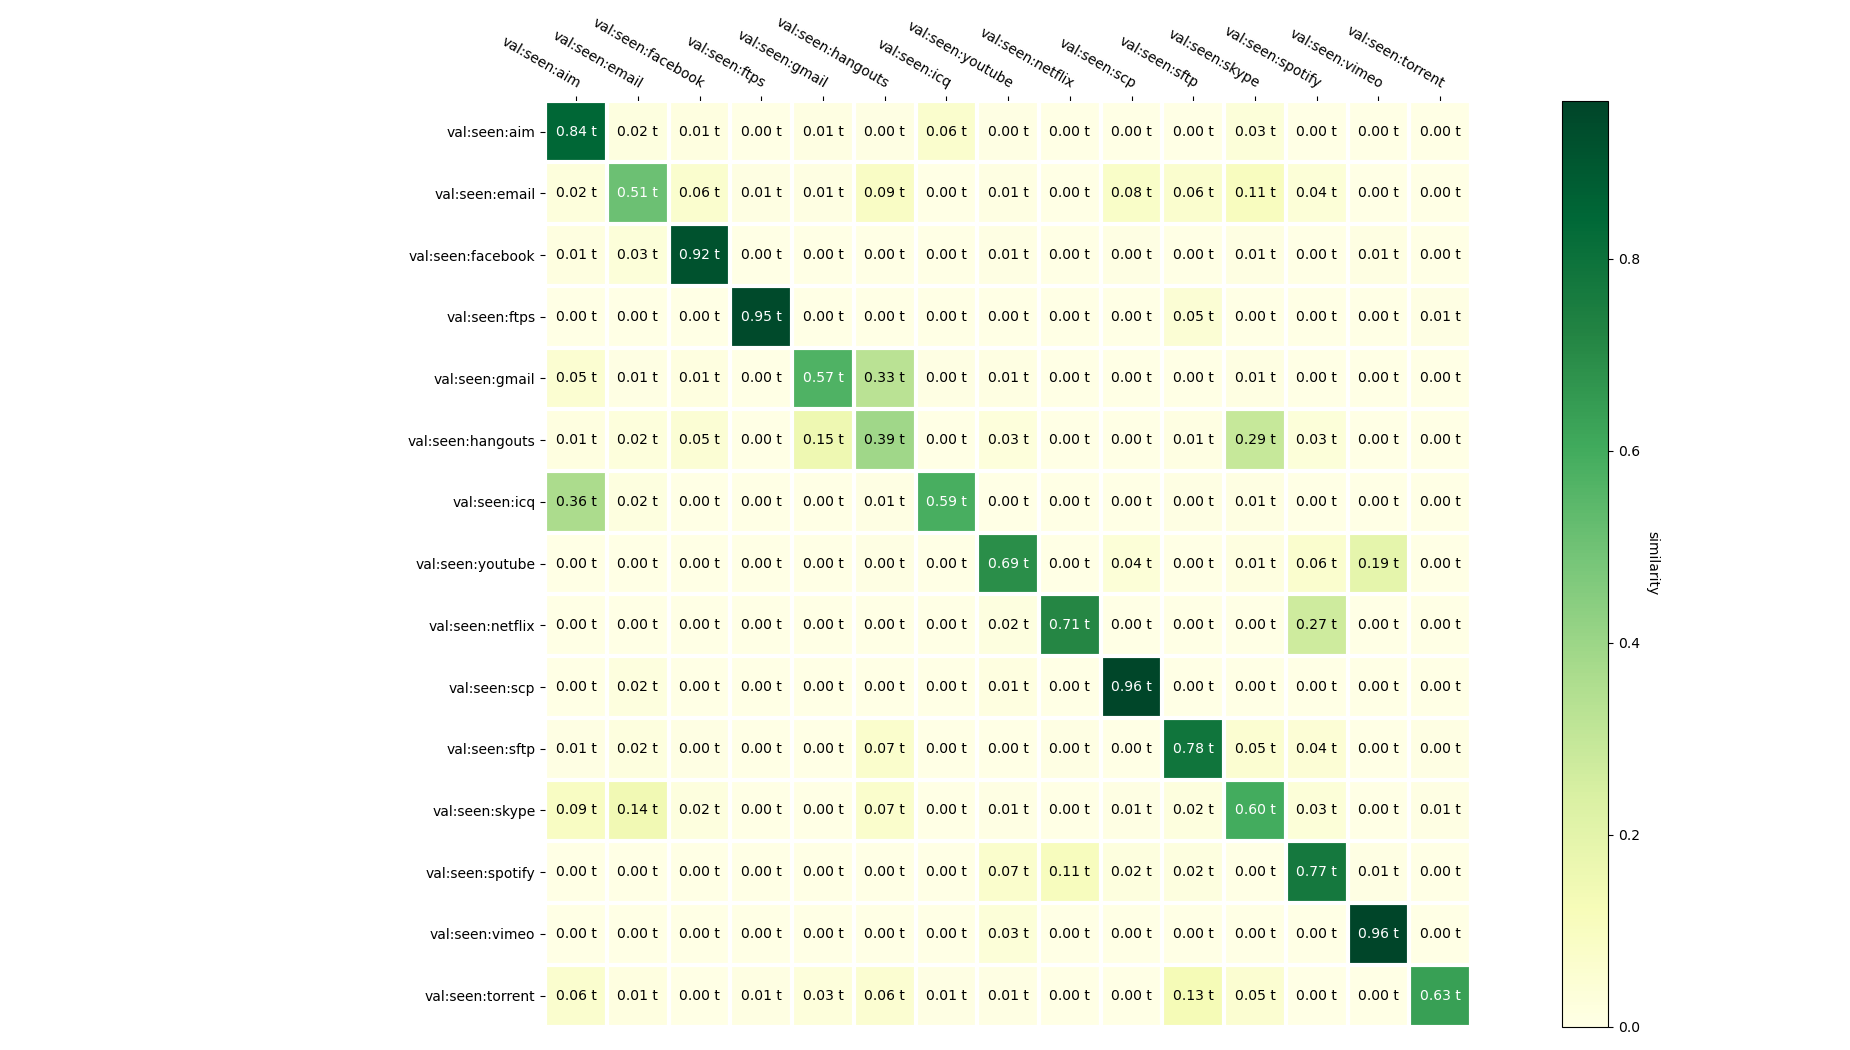 val:seen:aim
val:seen:email
val:seen:facebook
val:seen:ftps
val:seen:gmail
val:seen:hangouts
val:seen:icq
val:seen:youtube
val:seen:netflix
val:seen:scp
val:seen:sftp
val:seen:skype
val:seen:spotify
val:seen:vimeo
val:seen:torrent
val:seen:aim 0.84 t 0.02 t 0.01 t 0.00 t 0.01 t 0.00 t 0.06 t 0.00 t 0.00 t 0.00 t 0.00 t 0.03 t 0.00 t 0.00 t 0.00 t
val:seen:email 0.02 t 0.51 t 0.06 t 0.01 t 0.01 t 0.09 t 0.00 t 0.01 t 0.00 t 0.08 t 0.06 t 0.11 t 0.04 t 0.00 t 0.00 t
val:seen:facebook 0.01 t 0.03 t 0.92 t 0.00 t 0.00 t 0.00 t 0.00 t 0.01 t 0.00 t 0.00 t 0.00 t 0.01 t 0.00 t 0.01 t 0.00 t
val:seen:ftps 0.00 t 0.00 t 0.00 t 0.95 t 0.00 t 0.00 t 0.00 t 0.00 t 0.00 t 0.00 t 0.05 t 0.00 t 0.00 t 0.00 t 0.01 t
val:seen:gmail 0.05 t 0.01 t 0.01 t 0.00 t 0.57 t 0.33 t 0.00 t 0.01 t 0.00 t 0.00 t 0.00 t 0.01 t 0.00 t 0.00 t 0.00 t
val:seen:hangouts 0.01 t 0.02 t 0.05 t 0.00 t 0.15 t 0.39 t 0.00 t 0.03 t 0.00 t 0.00 t 0.01 t 0.29 t 0.03 t 0.00 t 0.00 t
val:seen:icq 0.36 t 0.02 t 0.00 t 0.00 t 0.00 t 0.01 t 0.59 t 0.00 t 0.00 t 0.00 t 0.00 t 0.01 t 0.00 t 0.00 t 0.00 t
val:seen:youtube 0.00 t 0.00 t 0.00 t 0.00 t 0.00 t 0.00 t 0.00 t 0.69 t 0.00 t 0.04 t 0.00 t 0.01 t 0.06 t 0.19 t 0.00 t
val:seen:netflix 0.00 t 0.00 t 0.00 t 0.00 t 0.00 t 0.00 t 0.00 t 0.02 t 0.71 t 0.00 t 0.00 t 0.00 t 0.27 t 0.00 t 0.00 t
val:seen:scp 0.00 t 0.02 t 0.00 t 0.00 t 0.00 t 0.00 t 0.00 t 0.01 t 0.00 t 0.96 t 0.00 t 0.00 t 0.00 t 0.00 t 0.00 t
val:seen:sftp 0.01 t 0.02 t 0.00 t 0.00 t 0.00 t 0.07 t 0.00 t 0.00 t 0.00 t 0.00 t 0.78 t 0.05 t 0.04 t 0.00 t 0.00 t
val:seen:skype 0.09 t 0.14 t 0.02 t 0.00 t 0.00 t 0.07 t 0.00 t 0.01 t 0.00 t 0.01 t 0.02 t 0.60 t 0.03 t 0.00 t 0.01 t
val:seen:spotify 0.00 t 0.00 t 0.00 t 0.00 t 0.00 t 0.00 t 0.00 t 0.07 t 0.11 t 0.02 t 0.02 t 0.00 t 0.77 t 0.01 t 0.00 t
val:seen:vimeo 0.00 t 0.00 t 0.00 t 0.00 t 0.00 t 0.00 t 0.00 t 0.03 t 0.00 t 0.00 t 0.00 t 0.00 t 0.00 t 0.96 t 0.00 t
val:seen:torrent 0.06 t 0.01 t 0.00 t 0.01 t 0.03 t 0.06 t 0.01 t 0.01 t 0.00 t 0.00 t 0.13 t 0.05 t 0.00 t 0.00 t 0.63 t
0.8
0.6
0.4
0.2
0.0
similarity